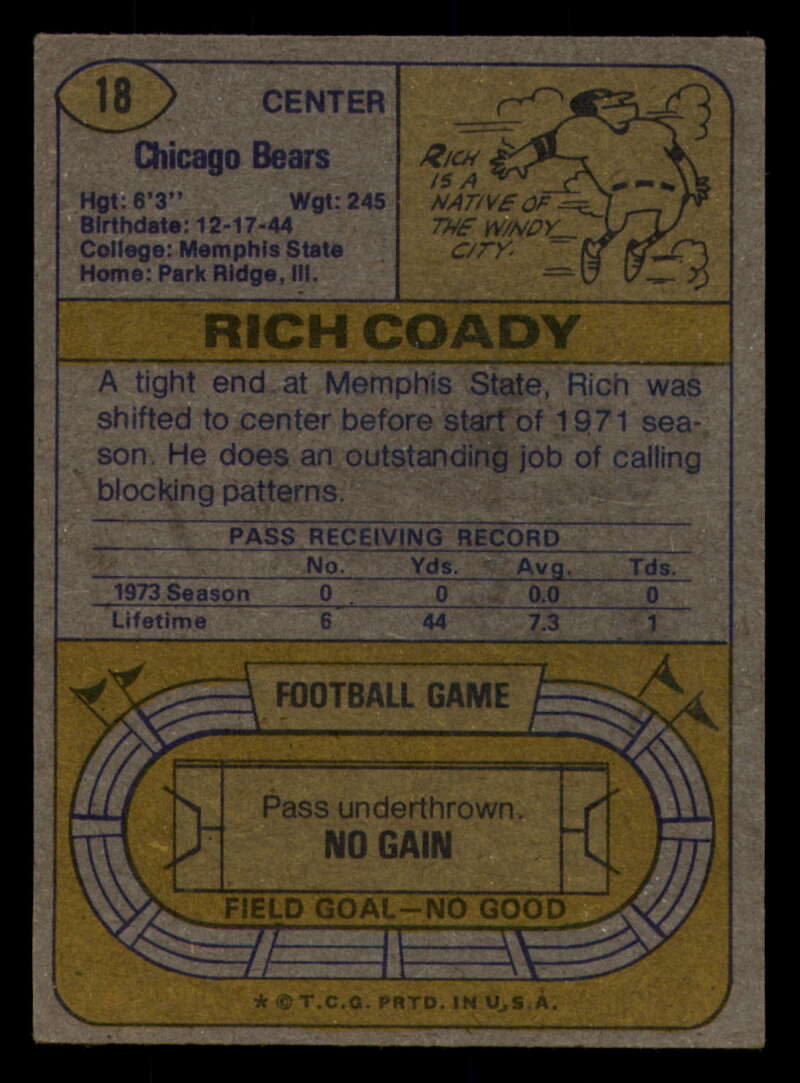 18
CENTER
Chicago Bears
Hgt: 6'3'' Wgt: 245
Birthdate: 12-17-44
College: Memphis State
Home: Park Ridge, Ill.
RICH
IS A
NATIVE OF
THE WINDY
CITY.
RICH COADY
A tight end at Memphis State, Rich was
shifted to center before start of 1971 sea-
son. He does an outstanding job of calling
blocking patterns.
PASS RECEIVING RECORD
No. Yds. Avg. Tds.
1973 Season 0 0 0.0 0
Lifetime 6 44 7.3 1
FOOTBALL GAME
Pass underthrown.
NO GAIN
FIELD GOAL—NO GOOD
* © T.C.G. PRTD. IN U.S.A.